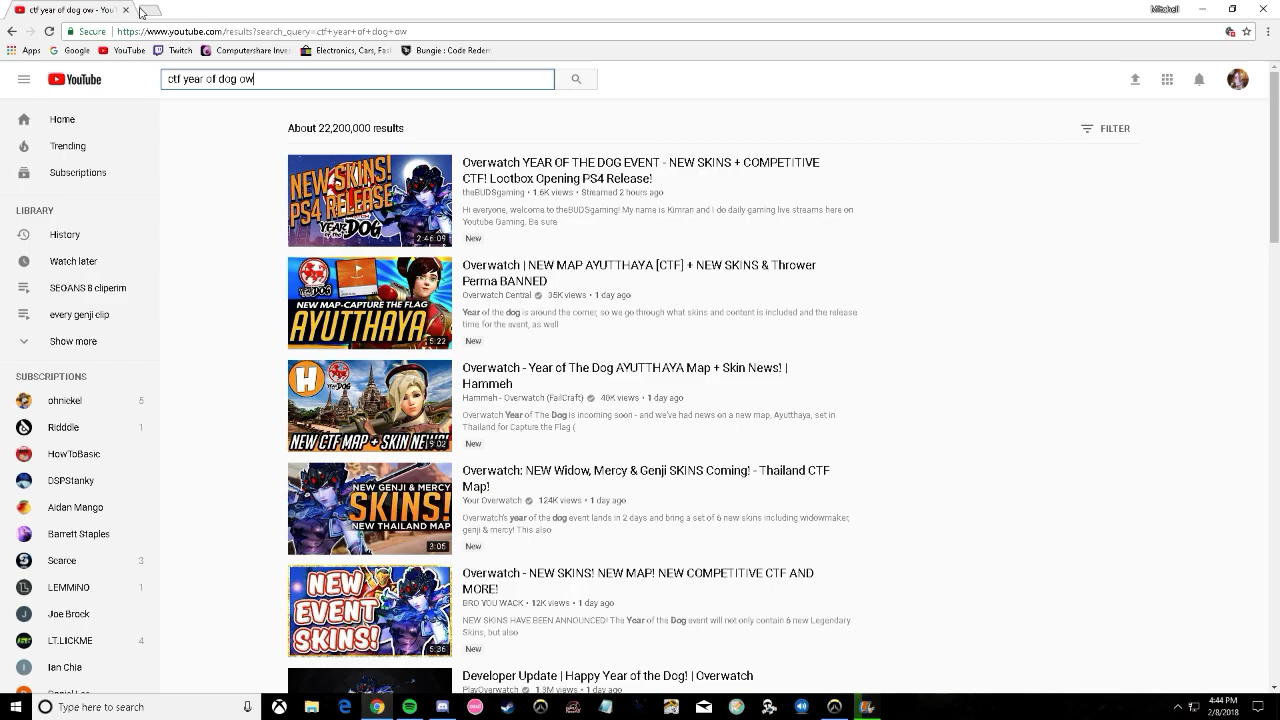 ctf year of dog ow - YouT
Mitchell
Secure
https://www.youtube.com/results?search_query=ctf+year+of+dog+ow
Apps
Google
YouTube
Twitch
Computershare Inves
Electronics, Cars, Fash
Bungie : Code Redem
YouTube
ctf year of dog ow
Home
Trending
Subscriptions
LIBRARY
History
Watch later
SEGANS 8 cliperim
every genji clip
Show more
SUBSCRIPTIONS
ohnickel 5
Ridddle 1
HowToBasic
DSPStanky
Aidan Mango
Barrett Staples
Scarce 3
LEMMiNO 1
Joe Brock
LT.LICKME 4
Ian Chia
About 22,200,000 results
FILTER
NEW SKINS!
PS4 RELEASE
YEAR of the DOG
2:46:09
Overwatch YEAR OF THE DOG EVENT - NEW SKINS + COMPETITIVE
CTF! Lootbox Opening PS4 Release!
theBUDSgaming • 1.6K views • Streamed 2 hours ago
Hi everyone, welcome to theBUDSgaming! My name is Kimran and I do daily gaming live streams here on
Youtube Gaming. Be sure
New
NEW MAP-CAPTURE THE FLAG
AYUTTHAYA
5:22
Overwatch | NEW MAP AYUTTHAYA [CTF] + NEW SKINS & Thrower
Perma BANNED
Overwatch Central 35K views • 1 day ago
Year of the dog is around the corner, so we go through what skins and content is included and the release
time for the event, as well
New
H
NEW CTF MAP + SKIN NEWS!
9:02
Overwatch - Year of The Dog AYUTTHAYA Map + Skin News! |
Hammeh
Hammeh - Overwatch (FailCraft) 40K views • 1 day ago
Overwatch Year of The Dog is incoming soon - and we've had news on a new map, Ayutthaya, set in
Thailand for Capture the Flag (
New
NEW GENJI & MERCY
SKINS!
NEW THAILAND MAP
3:05
Overwatch: NEW Widow, Mercy & Genji SKINS Coming! - Thailand CTF
Map!
Your Overwatch 124K views • 1 day ago
Overwatch's year of the dog event lands in 2 days and bring a set of 6 new skins including widowmaker,
genji & mercy! This also
New
NEW
EVENT
SKINS!
5:36
Overwatch - NEW SKINS! NEW MAP! NEW COMPETITIVE CTF AND
MORE!
BRO YOU WACK • 12K views • 1 day ago
NEW SKINS HAVE BEEN ANNOUNCED! The Year of the Dog event will not only contain 6 new Legendary
Skins, but also
New
Developer Update | Happy Year of the Dog! | Overwatch
PlayOverwatch 1.3M views • 1 day ago
Type here to search
4:44 PM
2/8/2018